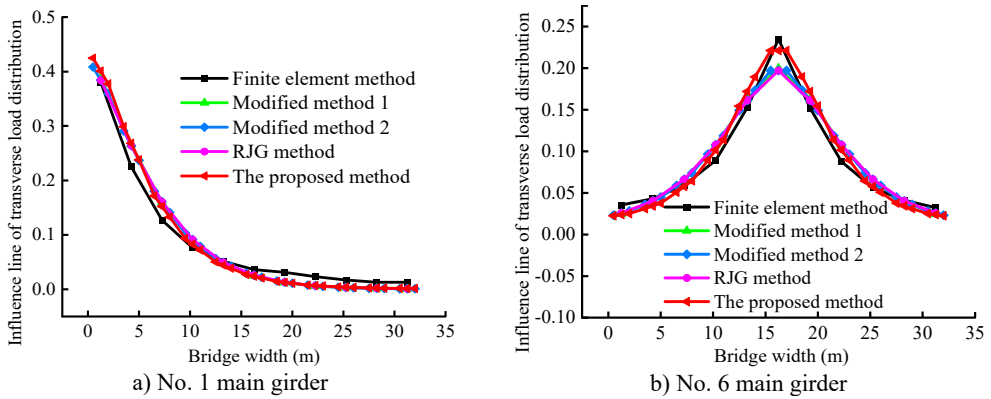 Influence line of transverse load distribution
0.5
0.4
0.3
0.2
0.1
0.0
Finite element method
Modified method 1
Modified method 2
RJG method
The proposed method
0 5 10 15 20 25 30 35
Bridge width (m)
a) No. 1 main girder
Influence line of transverse load distribution
0.25
0.20
0.15
0.10
0.05
0.00
-0.05
-0.10
Finite element method
Modified method 1
Modified method 2
RJG method
The proposed method
0 5 10 15 20 25 30 35
Bridge width (m)
b) No. 6 main girder